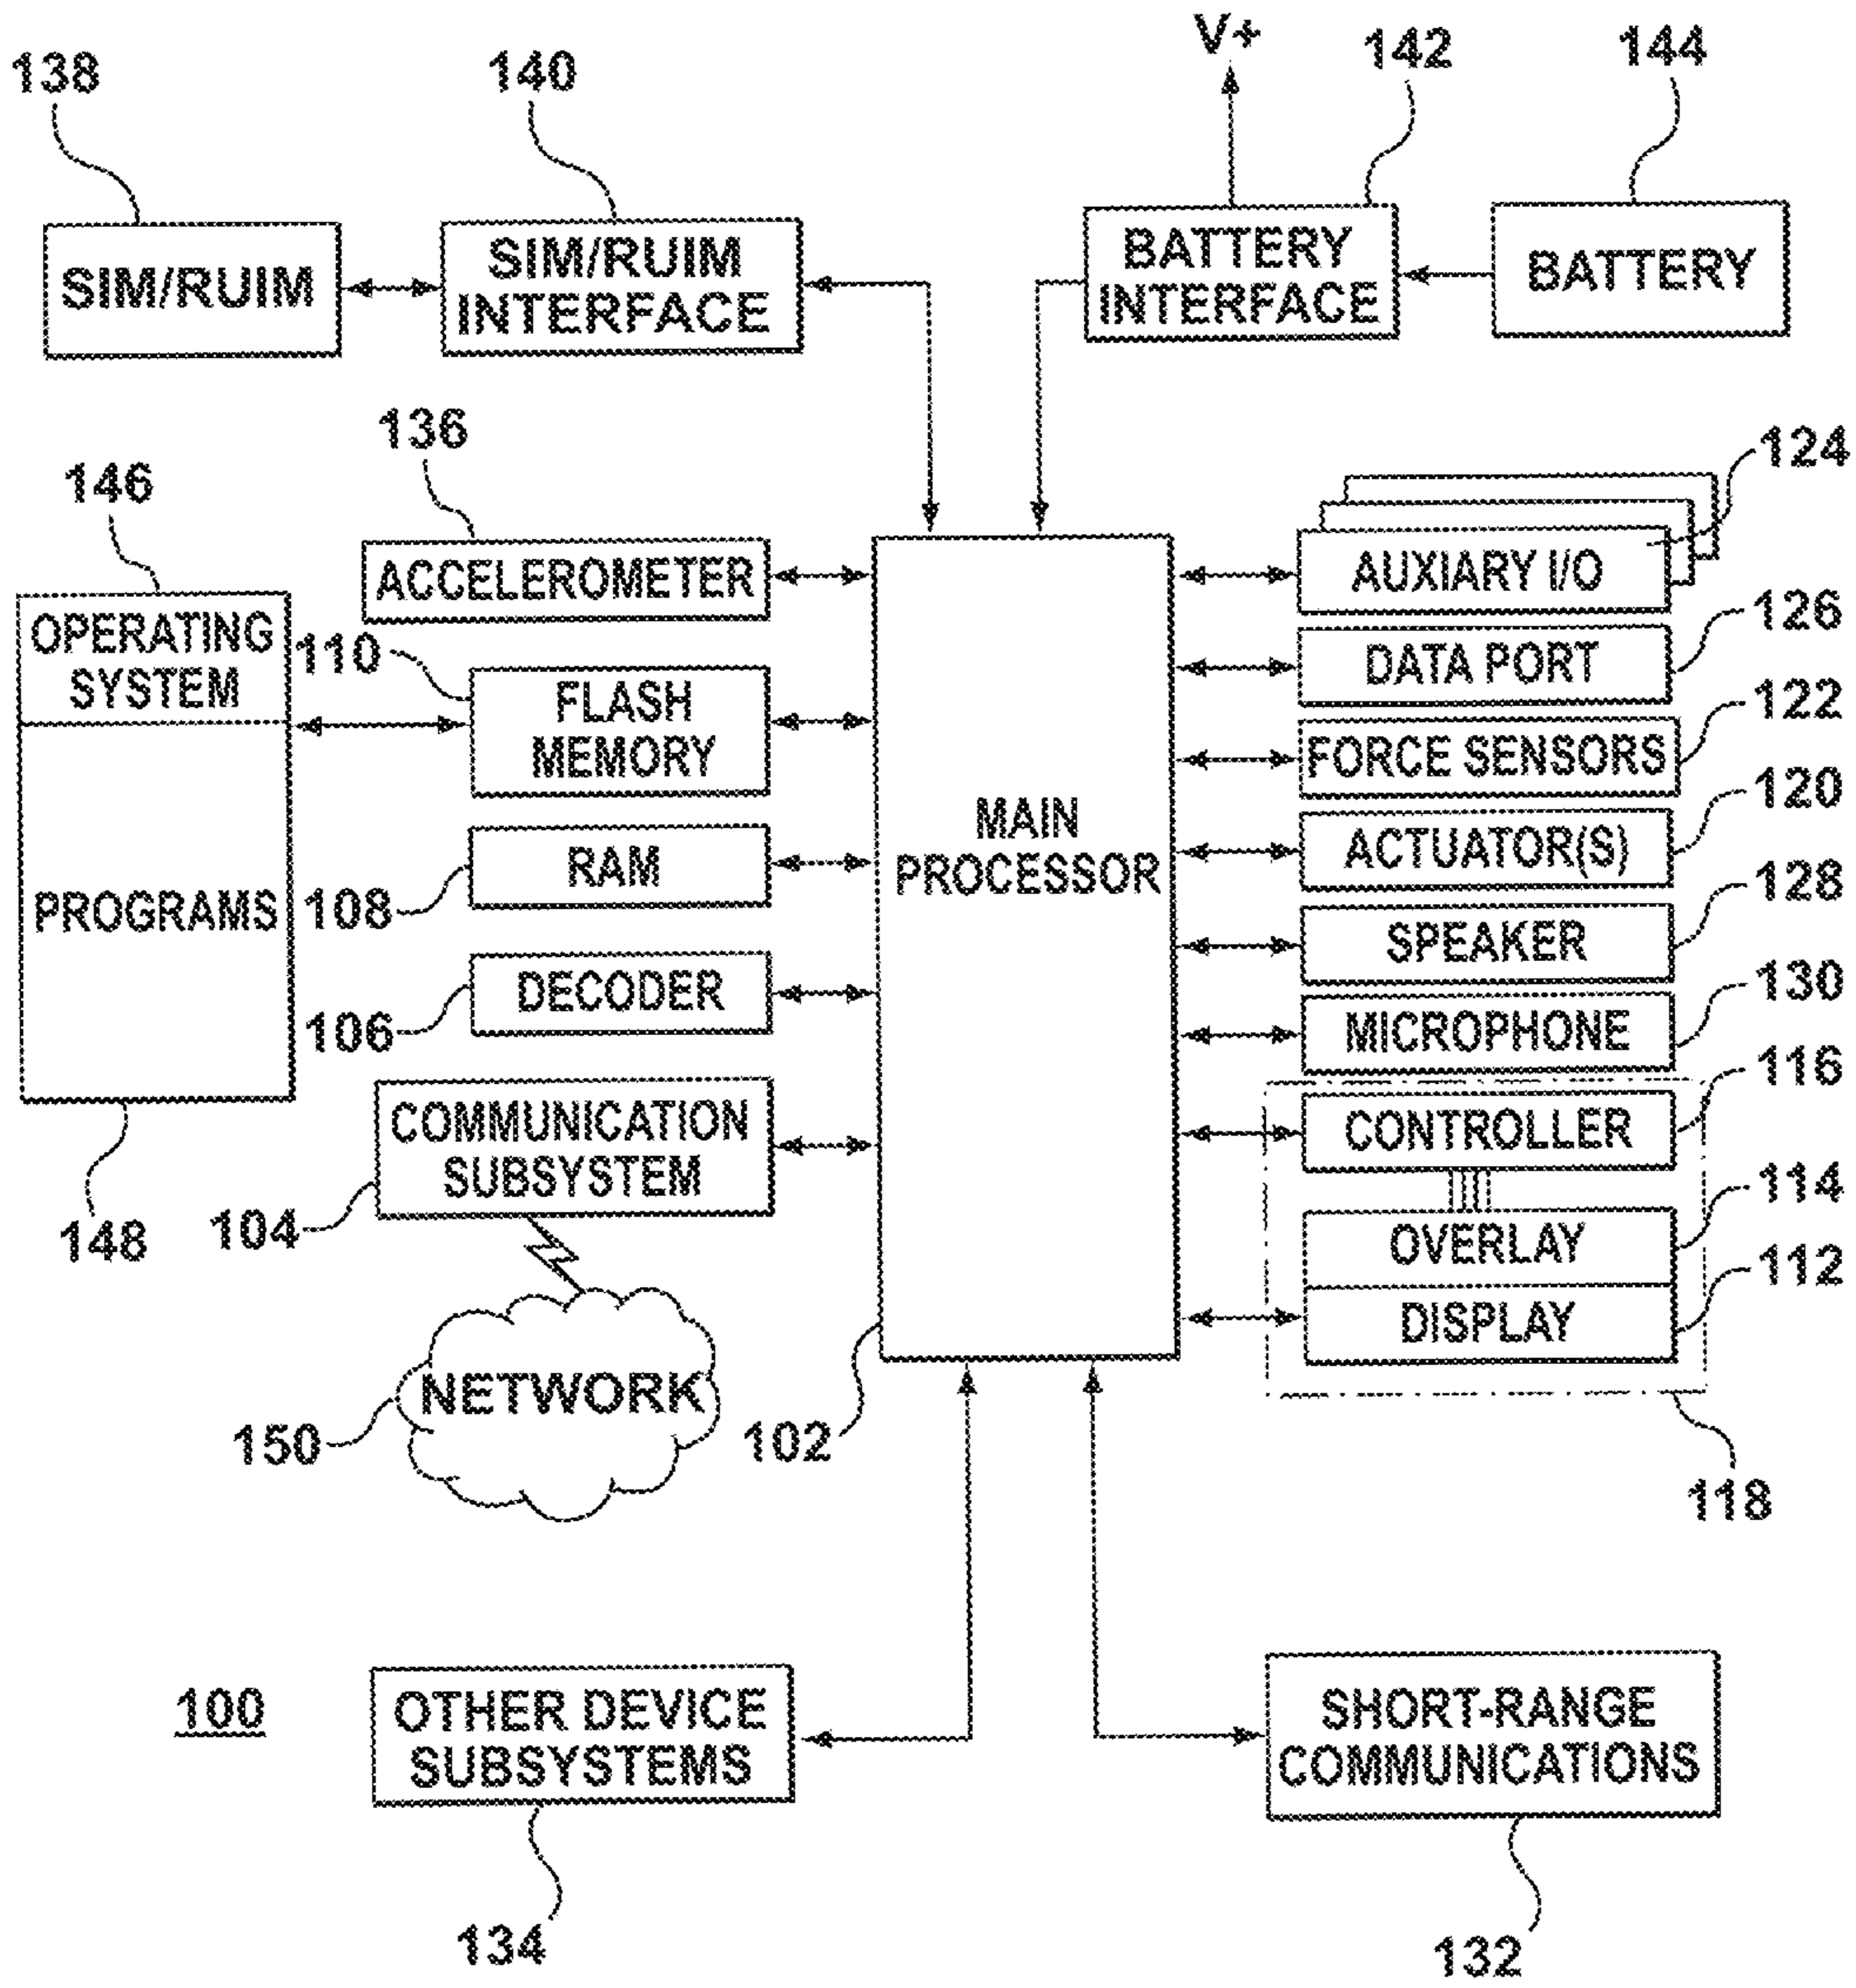 V+
138
140
142
144
SIM/RUIM
SIM/RUIM
INTERFACE
BATTERY
INTERFACE
BATTERY
136
124
146
ACCELEROMETER
AUXIARY I/O
OPERATING
SYSTEM
110
FLASH
MEMORY
DATA PORT
126
FORCE SENSORS
122
MAIN
PROCESSOR
ACTUATOR(S)
120
PROGRAMS
RAM
108
SPEAKER
128
DECODER
106
MICROPHONE
130
COMMUNICATION
SUBSYSTEM
104
CONTROLLER
116
148
OVERLAY
114
DISPLAY
112
NETWORK
150
102
118
100
OTHER DEVICE
SUBSYSTEMS
SHORT-RANGE
COMMUNICATIONS
134
132